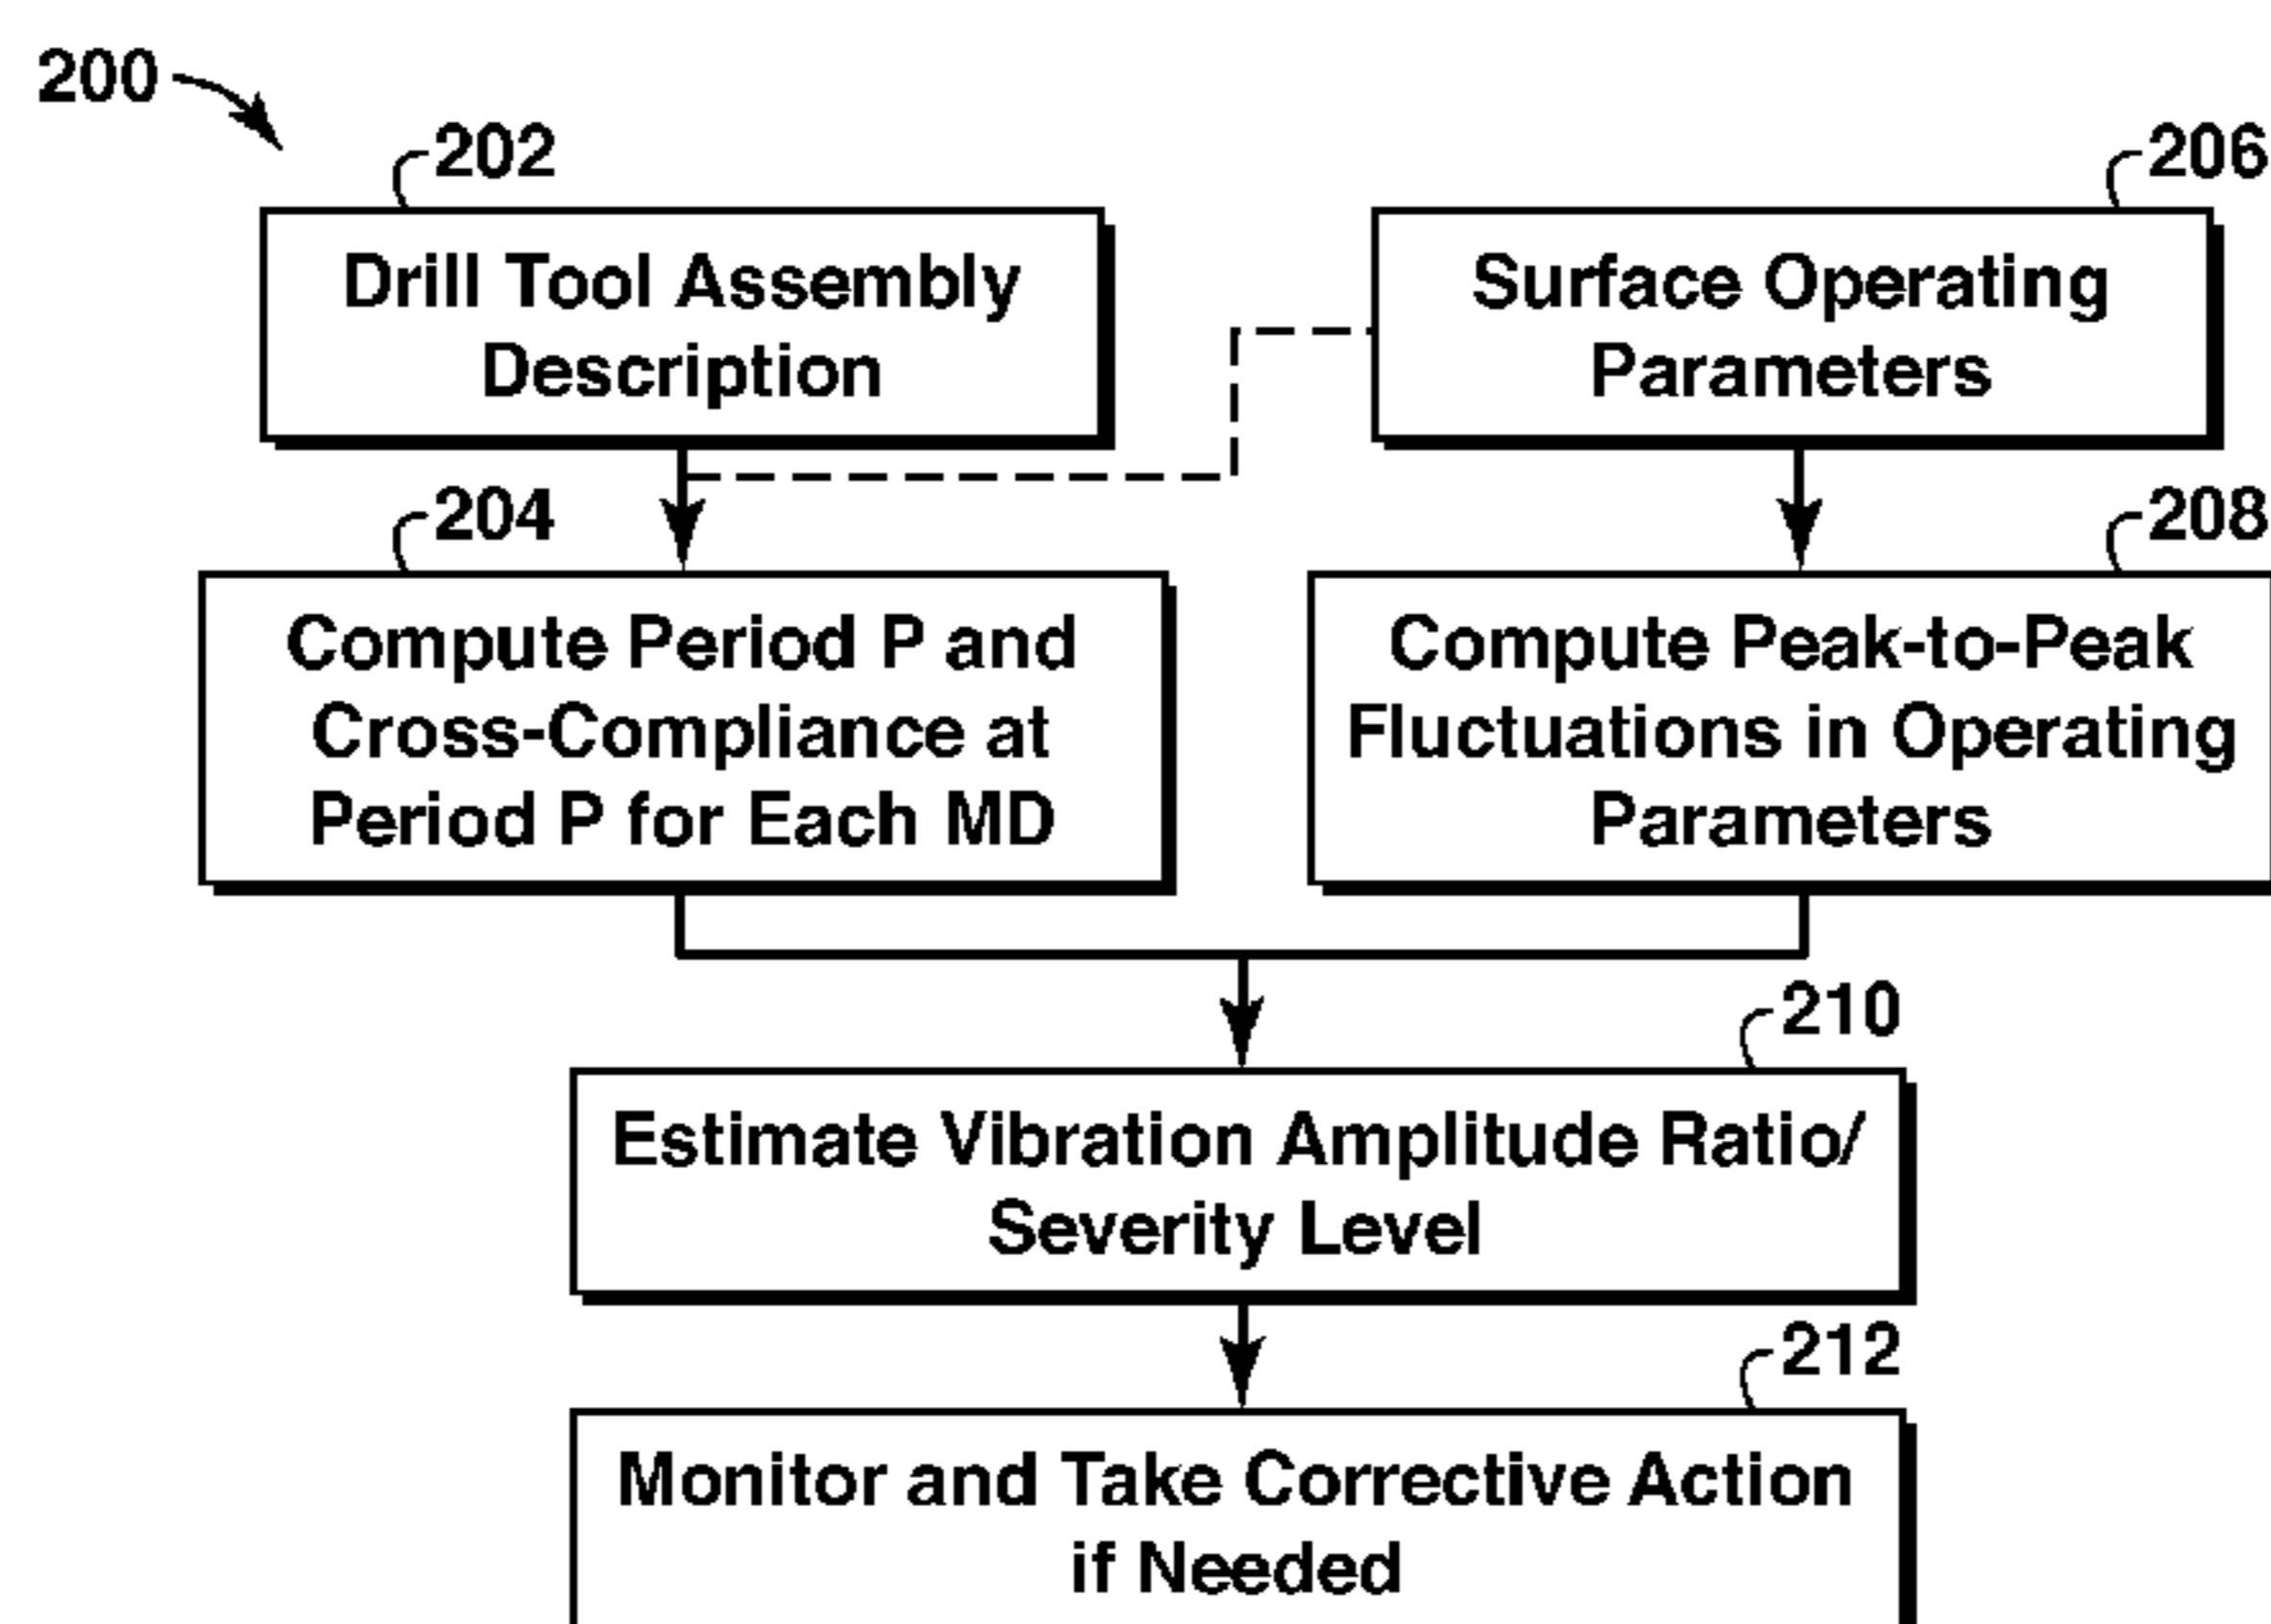 200
202
Drill Tool Assembly
Description
206
Surface Operating
Parameters
204
Compute Period P and
Cross-Compliance at
Period P for Each MD
208
Compute Peak-to-Peak
Fluctuations in Operating
Parameters
210
Estimate Vibration Amplitude Ratio/
Severity Level
212
Monitor and Take Corrective Action
if Needed